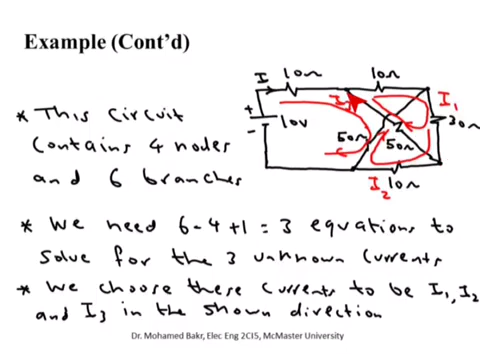 Example (Cont'd)
I 10Ω 10Ω
I3 I1
+ 30Ω
- 10V 50Ω 50Ω
I2 10Ω
* This circuit
contains 4 nodes
and 6 branches
* We need 6-4+1 = 3 equations to
solve for the 3 unknown currents
* We choose these currents to be I1, I2
and I3 in the shown direction
Dr. Mohamed Bakr, Elec Eng 2CI5, McMaster University